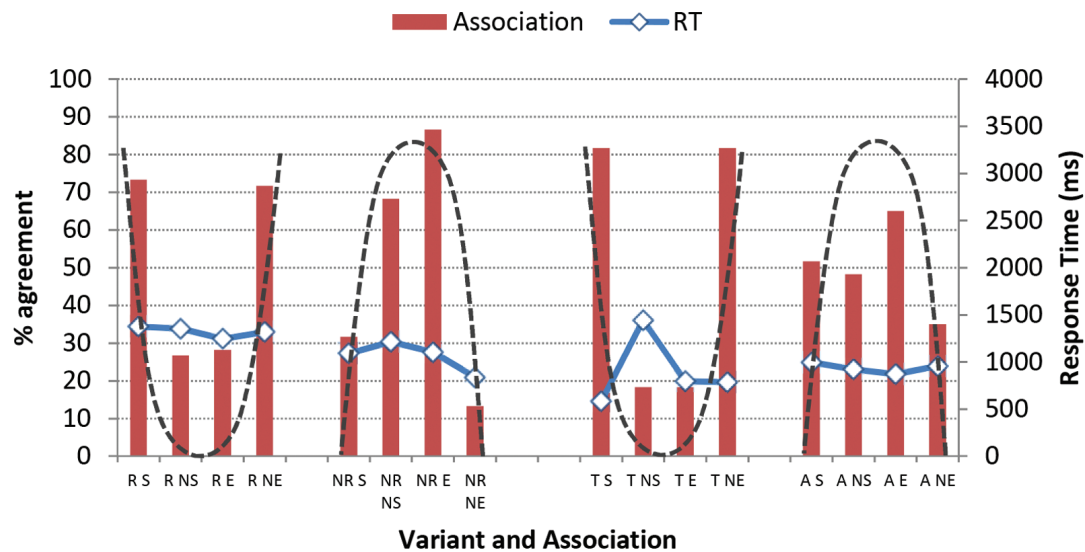 Association RT
100 4000
90 3500
80 3000
70 2500
60 2000
50 1500
40 1000
30 500
20 0
10
0
% agreement
Response Time (ms)
R S R NS R E R NE NR S NR NS NR E NR NE T S T NS T E T NE A S A NS A E A NE
Variant and Association